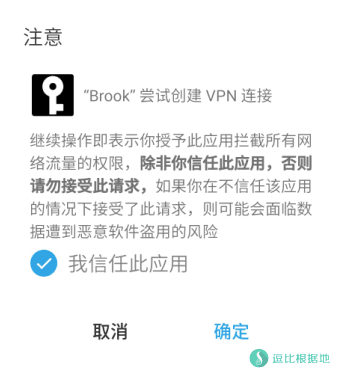 注意
“Brook” 尝试创建 VPN 连接
继续操作即表示你授予此应用拦截所有网
络流量的权限，除非你信任此应用，否则
请勿接受此请求，如果你在不信任该应用
的情况下接受了此请求，则可能会面临数
据遭到恶意软件盗用的风险
我信任此应用
取消 确定
逗比根据地